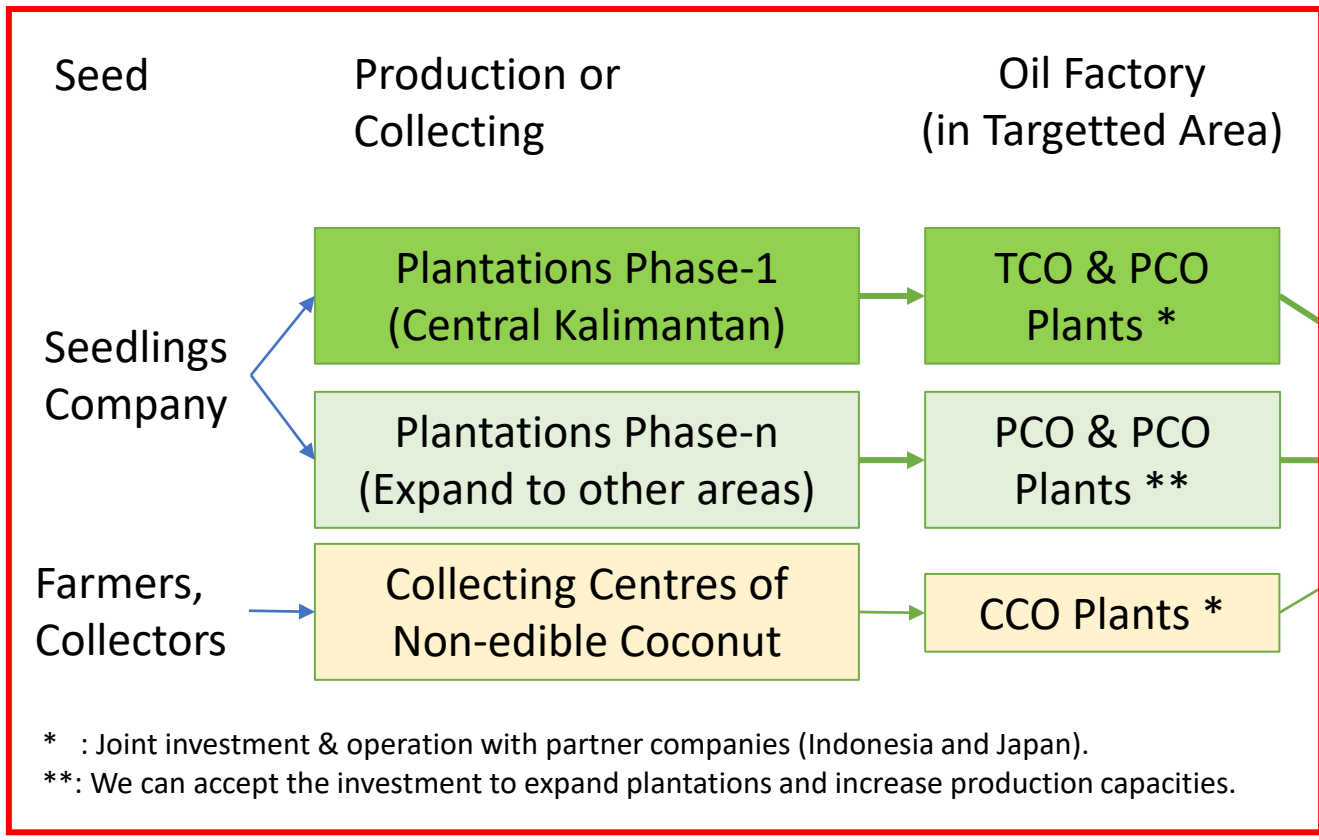 Seed
Production or
Collecting
Oil Factory
(in Targetted Area)
Seedlings
Company
Plantations Phase-1
(Central Kalimantan)
TCO & PCO
Plants *
Plantations Phase-n
(Expand to other areas)
PCO & PCO
Plants **
Farmers,
Collectors
Collecting Centres of
Non-edible Coconut
CCO Plants *
* : Joint investment & operation with partner companies (Indonesia and Japan).
**: We can accept the investment to expand plantations and increase production capacities.